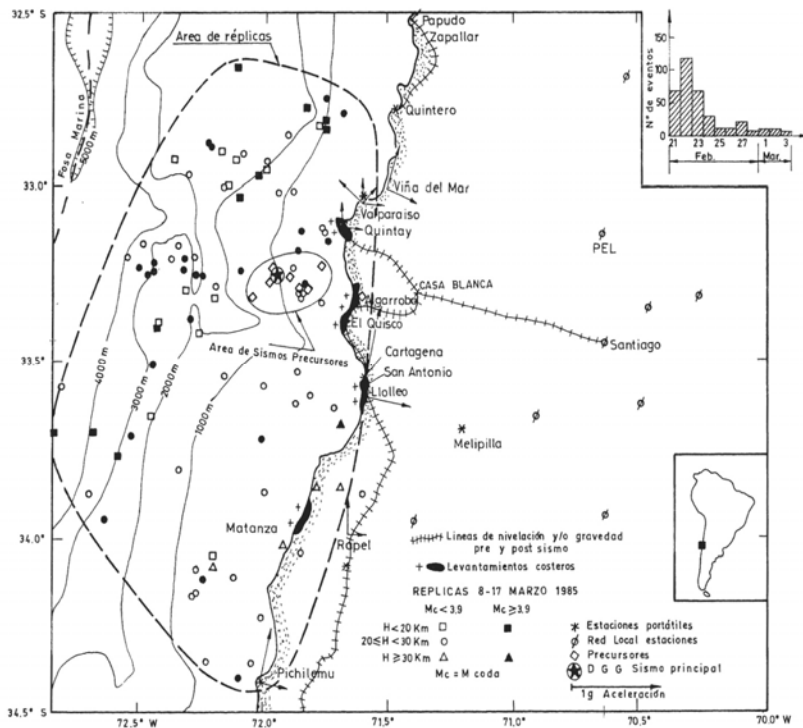 32.5° S
33.0°
33.5°
34.0°
34.5° S
Papudo
Zapallar
Area de réplicas
Quintero
Fosa Marina
5000 m
Viña del Mar
Valparaiso
Quintay
PEL
CASA BLANCA
Algarrobo
El Quisco
Santiago
Area de Sismos Precursores
Cartagena
San Antonio
Llolleo
4000 m
3000 m
2000 m
1000 m
Melipilla
Matanza
Rapel
Pichilemu
N° de eventos
150
100
50
0
21 23 25 27 1 3
Feb. Mar.
Lineas de nivelación y/o gravedad
pre y post sismo
Levantamientos costeros
REPLICAS 8-17 MARZO 1985
Mc < 3.9 Mc ≥ 3.9
H < 20 Km
20 ≤ H < 30 Km
H ≥ 30 Km
Mc = M coda
Estaciones portátiles
Red Local estaciones
Precursores
D G G Sismo principal
1g Aceleración
72.5° W
72.0°
71.5°
71.0°
70.5°
70.0° W